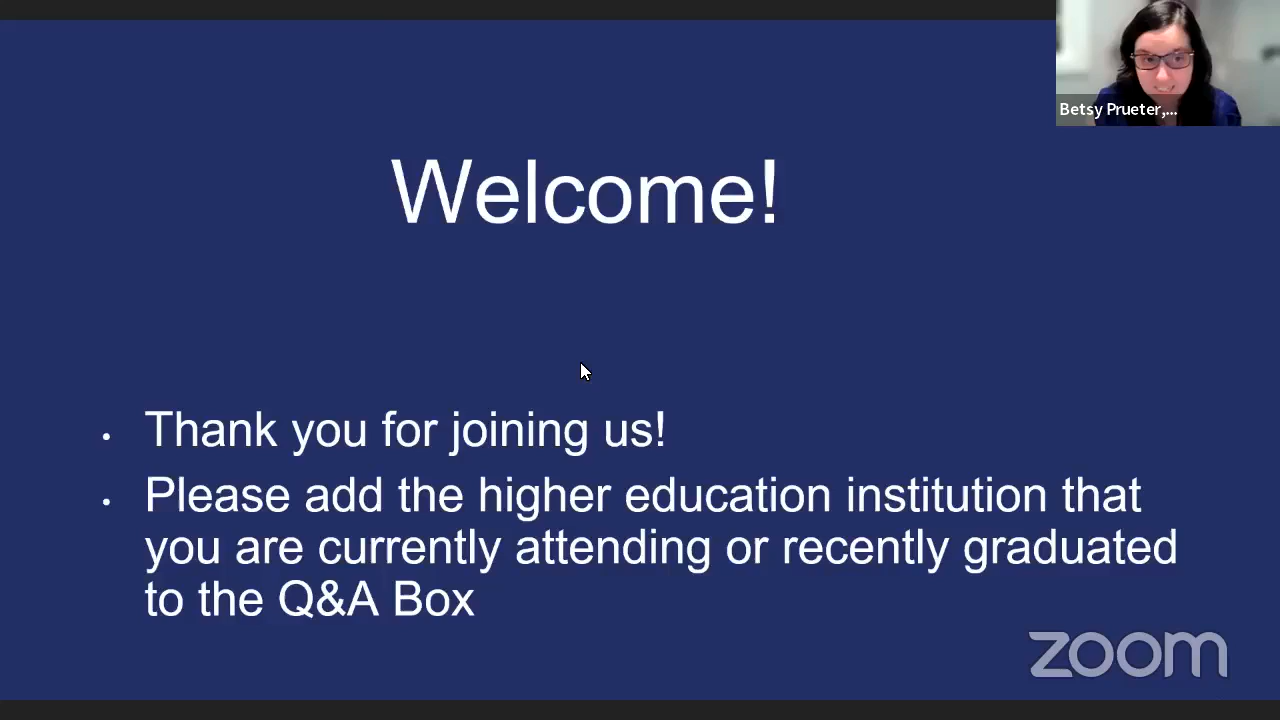 Betsy Prueter,...
Welcome!
• Thank you for joining us!
• Please add the higher education institution that
you are currently attending or recently graduated
to the Q&A Box
zoom